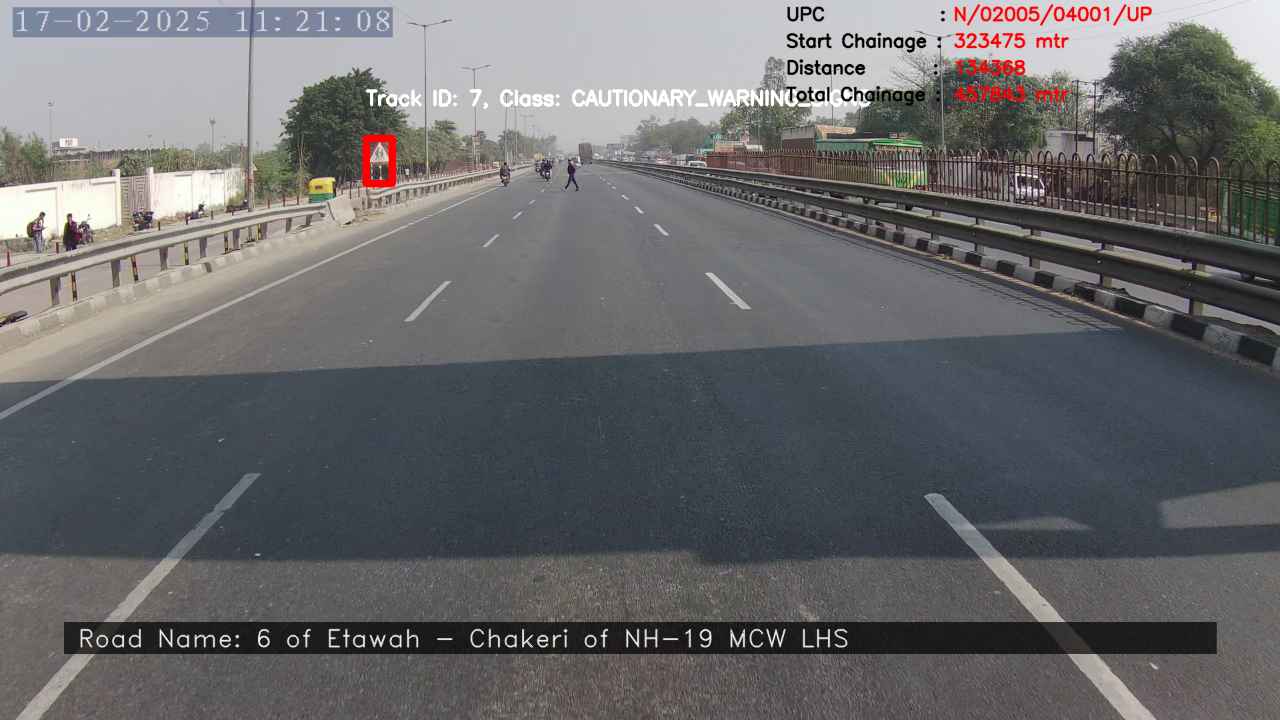 17-02-2025 11:21:08
UPC : N/02005/04001/UP
Start Chainage : 323475 mtr
Distance : 134368
Total Chainage : 457843 mtr
Track ID: 7, Class: CAUTIONARY_WARNING_SIGNS
Road Name: 6 of Etawah - Chakeri of NH-19 MCW LHS